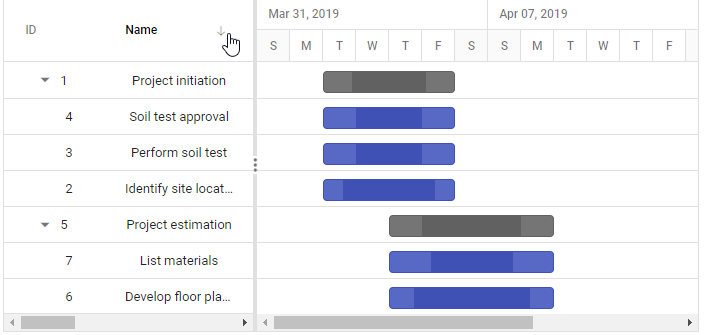 ID Name Mar 31, 2019 Apr 07, 2019
S M T W T F S S M T W T F
1 Project initiation
4 Soil test approval
3 Perform soil test
2 Identify site locat...
5 Project estimation
7 List materials
6 Develop floor pla...